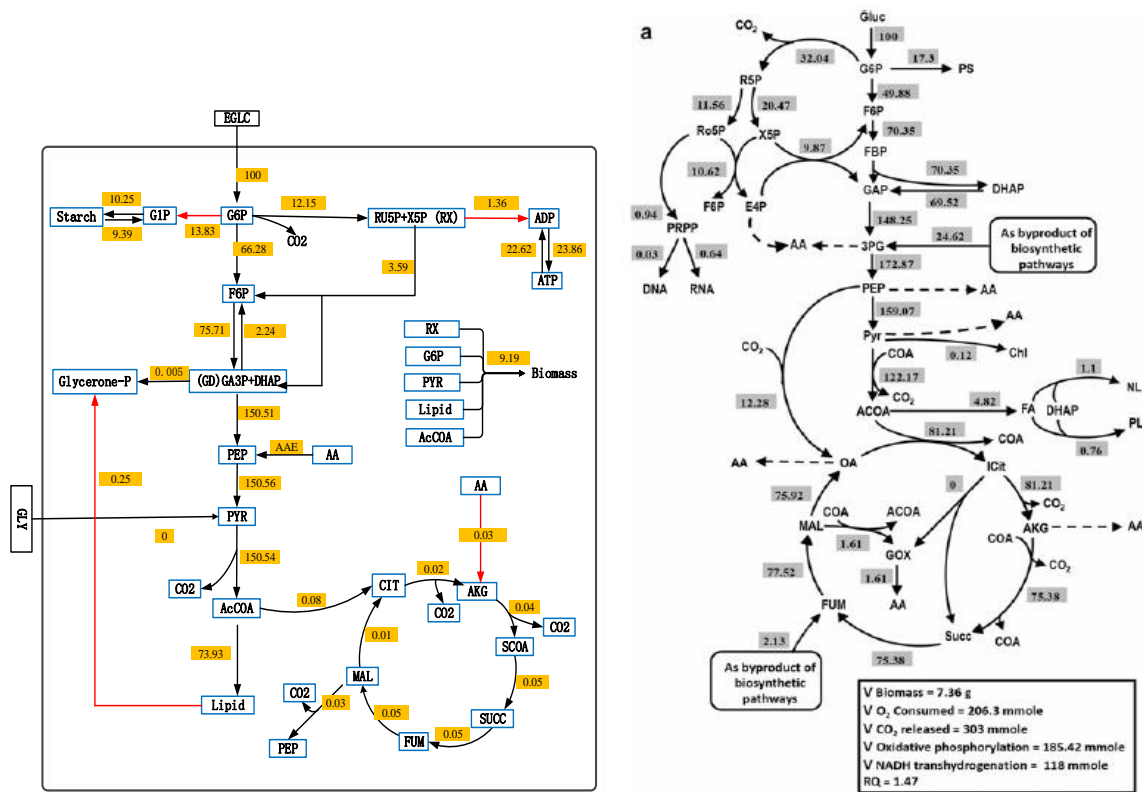 EGLC
100
10.25
Starch
G1P
G6P
12.15
RU5P+X5P (RX)
1.36
ADP
9.39
13.83
CO2
22.62
23.86
66.28
3.59
ATP
F6P
75.71
2.24
RX
G6P
9.19
Biomass
PYR
Lipid
AcCOA
0.005
Glycerone-P
(GD)GA3P+DHAP
150.51
AAE
PEP
AA
0.25
150.56
AA
GLY
PYR
0
0.03
150.54
CO2
AcCOA
0.08
CIT
0.02
AKG
CO2
0.04
CO2
SCOA
73.93
0.01
MAL
0.05
Lipid
CO2
0.03
0.05
SUCC
PEP
FUM
0.05
a
Gluc
CO2
100
32.04
G6P
17.3
PS
R5P
49.88
11.56
20.47
F6P
Ro5P
X5P
9.87
70.35
FBP
10.62
70.35
GAP
DHAP
F6P
E4P
69.52
0.94
148.25
PRPP
AA
3PG
24.62
As byproduct of
biosynthetic
pathways
0.03
0.64
172.87
DNA
RNA
PEP
AA
159.07
AA
Pyr
CO2
COA
0.12
Chl
122.17
CO2
1.1
NL
12.28
ACOA
4.82
FA
DHAP
PL
81.21
COA
0.76
AA
OA
ICit
75.92
0
81.21
COA
ACOA
CO2
MAL
AKG
AA
1.61
GOX
COA
CO2
77.52
1.61
75.38
AA
FUM
Succ
COA
2.13
75.38
As byproduct of
biosynthetic
pathways
V Biomass = 7.36 g
V O2 Consumed = 206.3 mmole
V CO2 released = 303 mmole
V Oxidative phosphorylation = 185.42 mmole
V NADH transhydrogenation = 118 mmole
RQ = 1.47